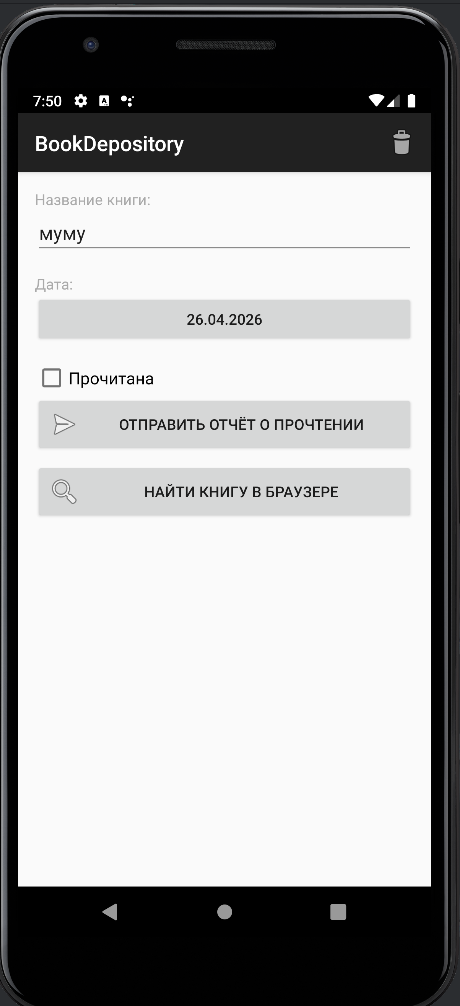 7:50
BookDepository
Название книги:
муму
Дата:
26.04.2026
Прочитана
ОТПРАВИТЬ ОТЧЁТ О ПРОЧТЕНИИ
НАЙТИ КНИГУ В БРАУЗЕРЕ